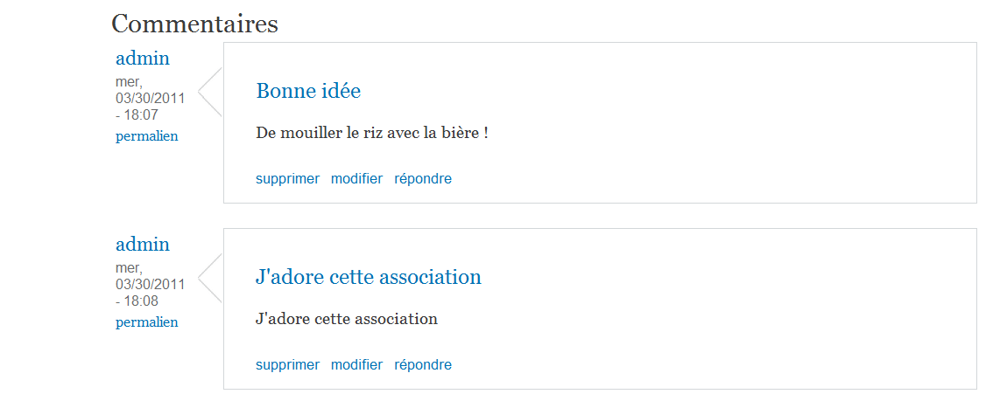 Commentaires
admin
mer,
03/30/2011
- 18:07
permalien
Bonne idée
De mouiller le riz avec la bière !
supprimer modifier répondre
admin
mer,
03/30/2011
- 18:08
permalien
J'adore cette association
J'adore cette association
supprimer modifier répondre